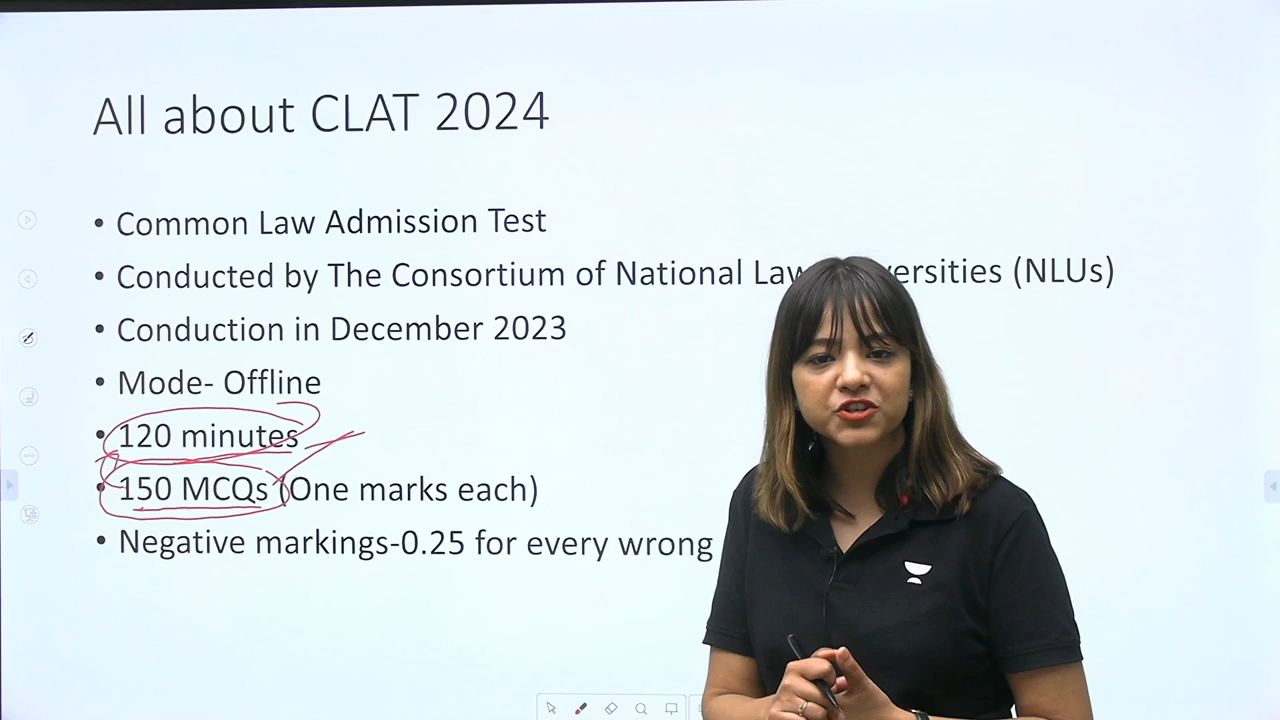 All about CLAT 2024
• Common Law Admission Test
• Conducted by The Consortium of National Law versities (NLUs)
• Conduction in December 2023
• Mode- Offline
• 120 minutes
• 150 MCQs (One marks each)
• Negative markings-0.25 for every wrong